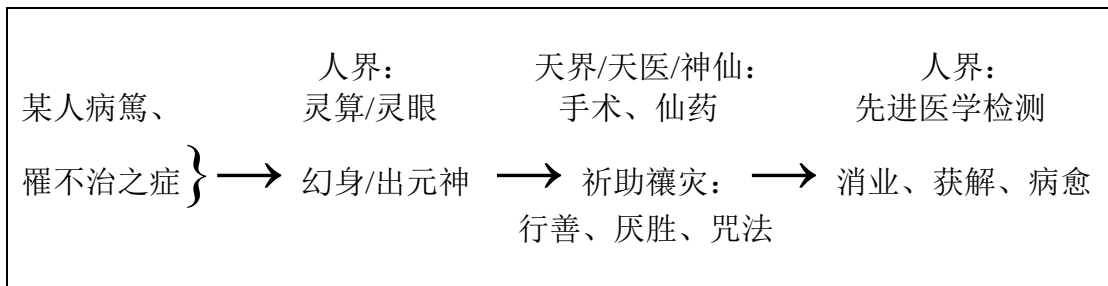 人界： 天界/天医/神仙： 人界：
某人病篤、 灵算/灵眼 手术、仙药 先进医学检测
罹不治之症} → 幻身/出元神 → 祈助禳灾： → 消业、获解、病愈
行善、厌胜、咒法